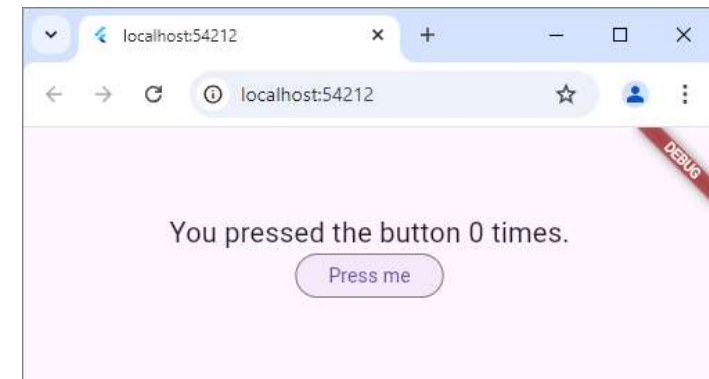 localhost:54212
localhost:54212
DEBUG
You pressed the button 0 times.
Press me